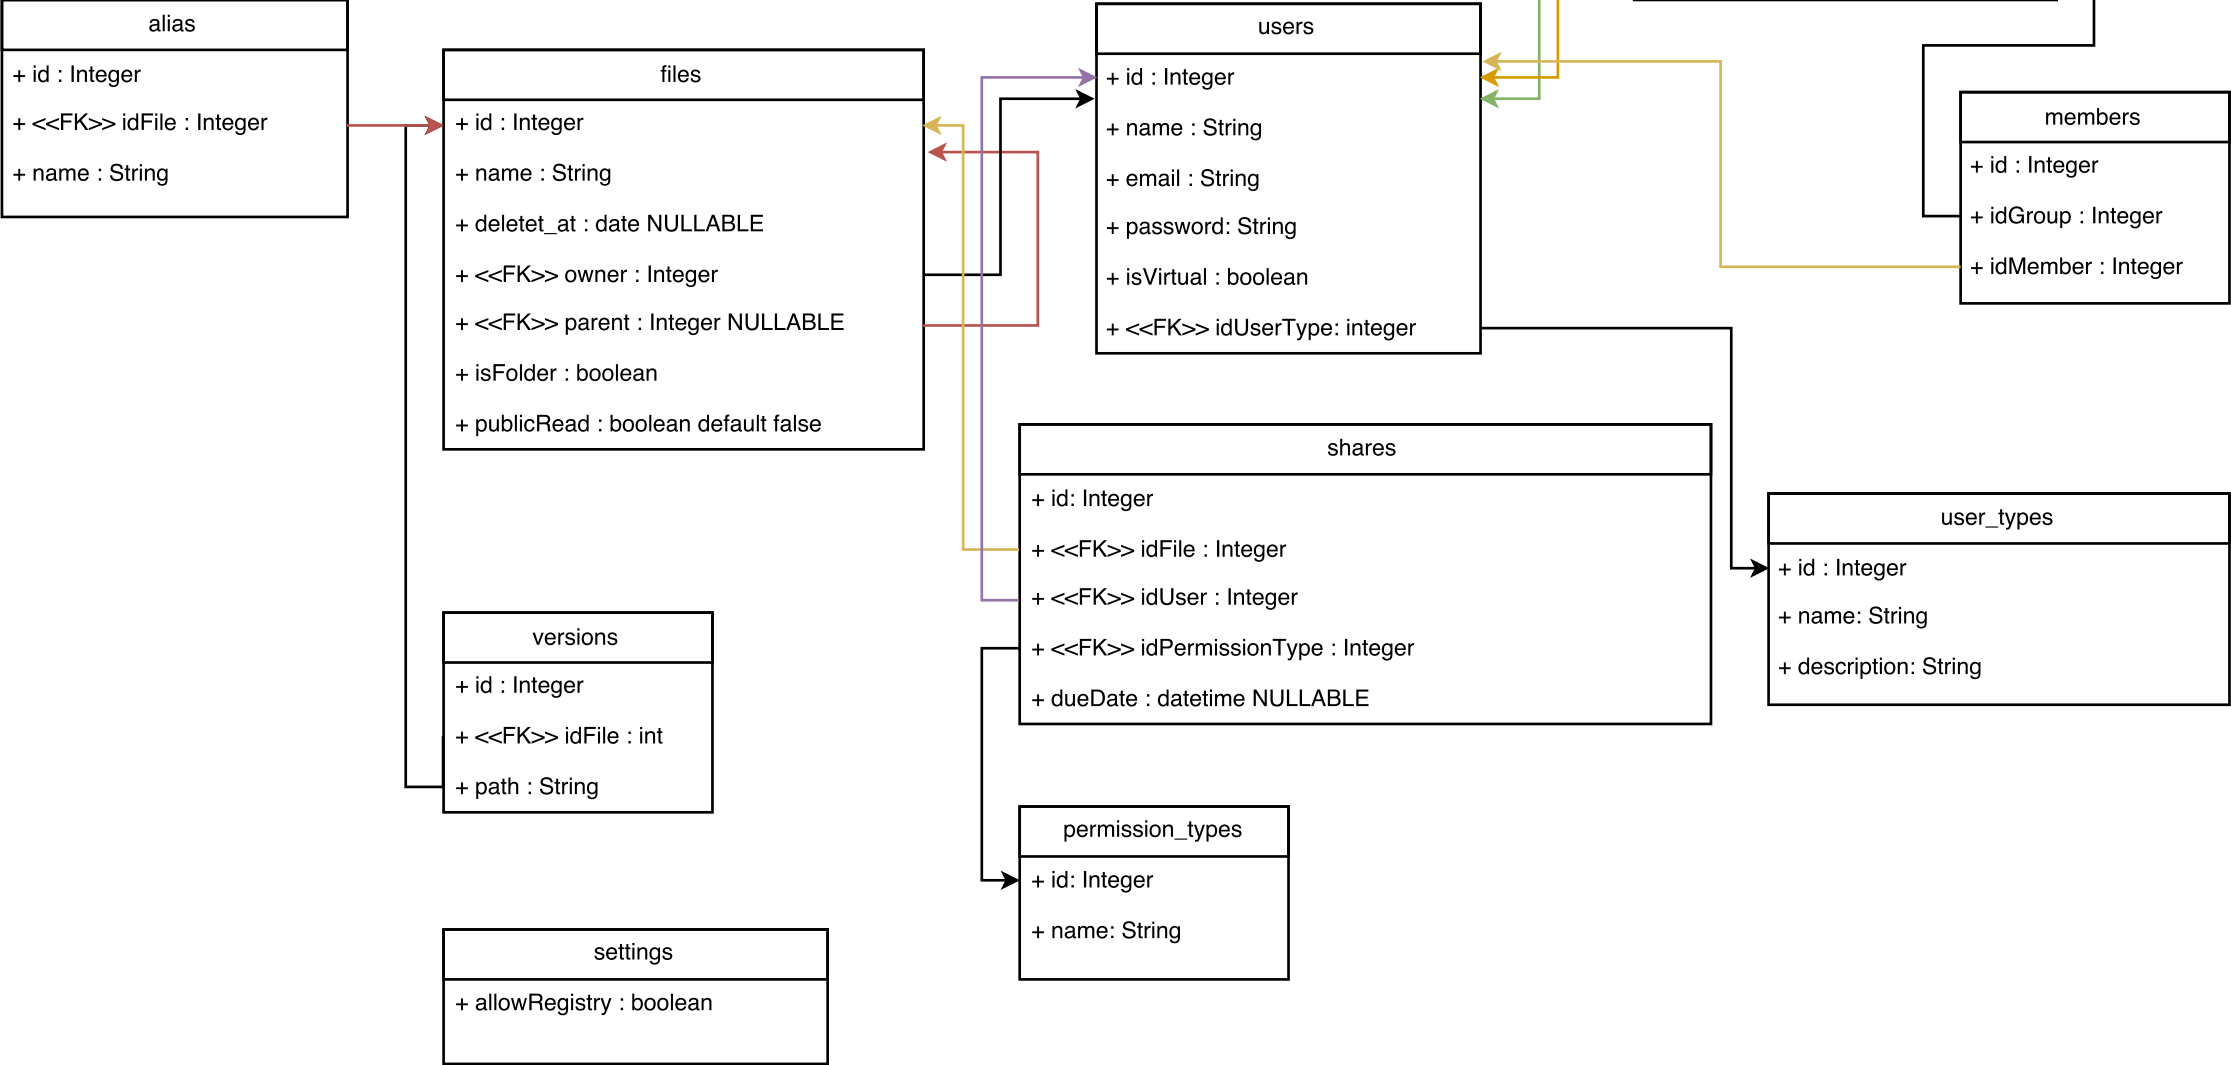 alias
+ id : Integer
+ <<FK>> idFile : Integer
+ name : String
files
+ id : Integer
+ name : String
+ deletet_at : date NULLABLE
+ <<FK>> owner : Integer
+ <<FK>> parent : Integer NULLABLE
+ isFolder : boolean
+ publicRead : boolean default false
users
+ id : Integer
+ name : String
+ email : String
+ password: String
+ isVirtual : boolean
+ <<FK>> idUserType: integer
members
+ id : Integer
+ idGroup : Integer
+ idMember : Integer
shares
+ id: Integer
+ <<FK>> idFile : Integer
+ <<FK>> idUser : Integer
+ <<FK>> idPermissionType : Integer
+ dueDate : datetime NULLABLE
user_types
+ id : Integer
+ name: String
+ description: String
versions
+ id : Integer
+ <<FK>> idFile : int
+ path : String
permission_types
+ id: Integer
+ name: String
settings
+ allowRegistry : boolean